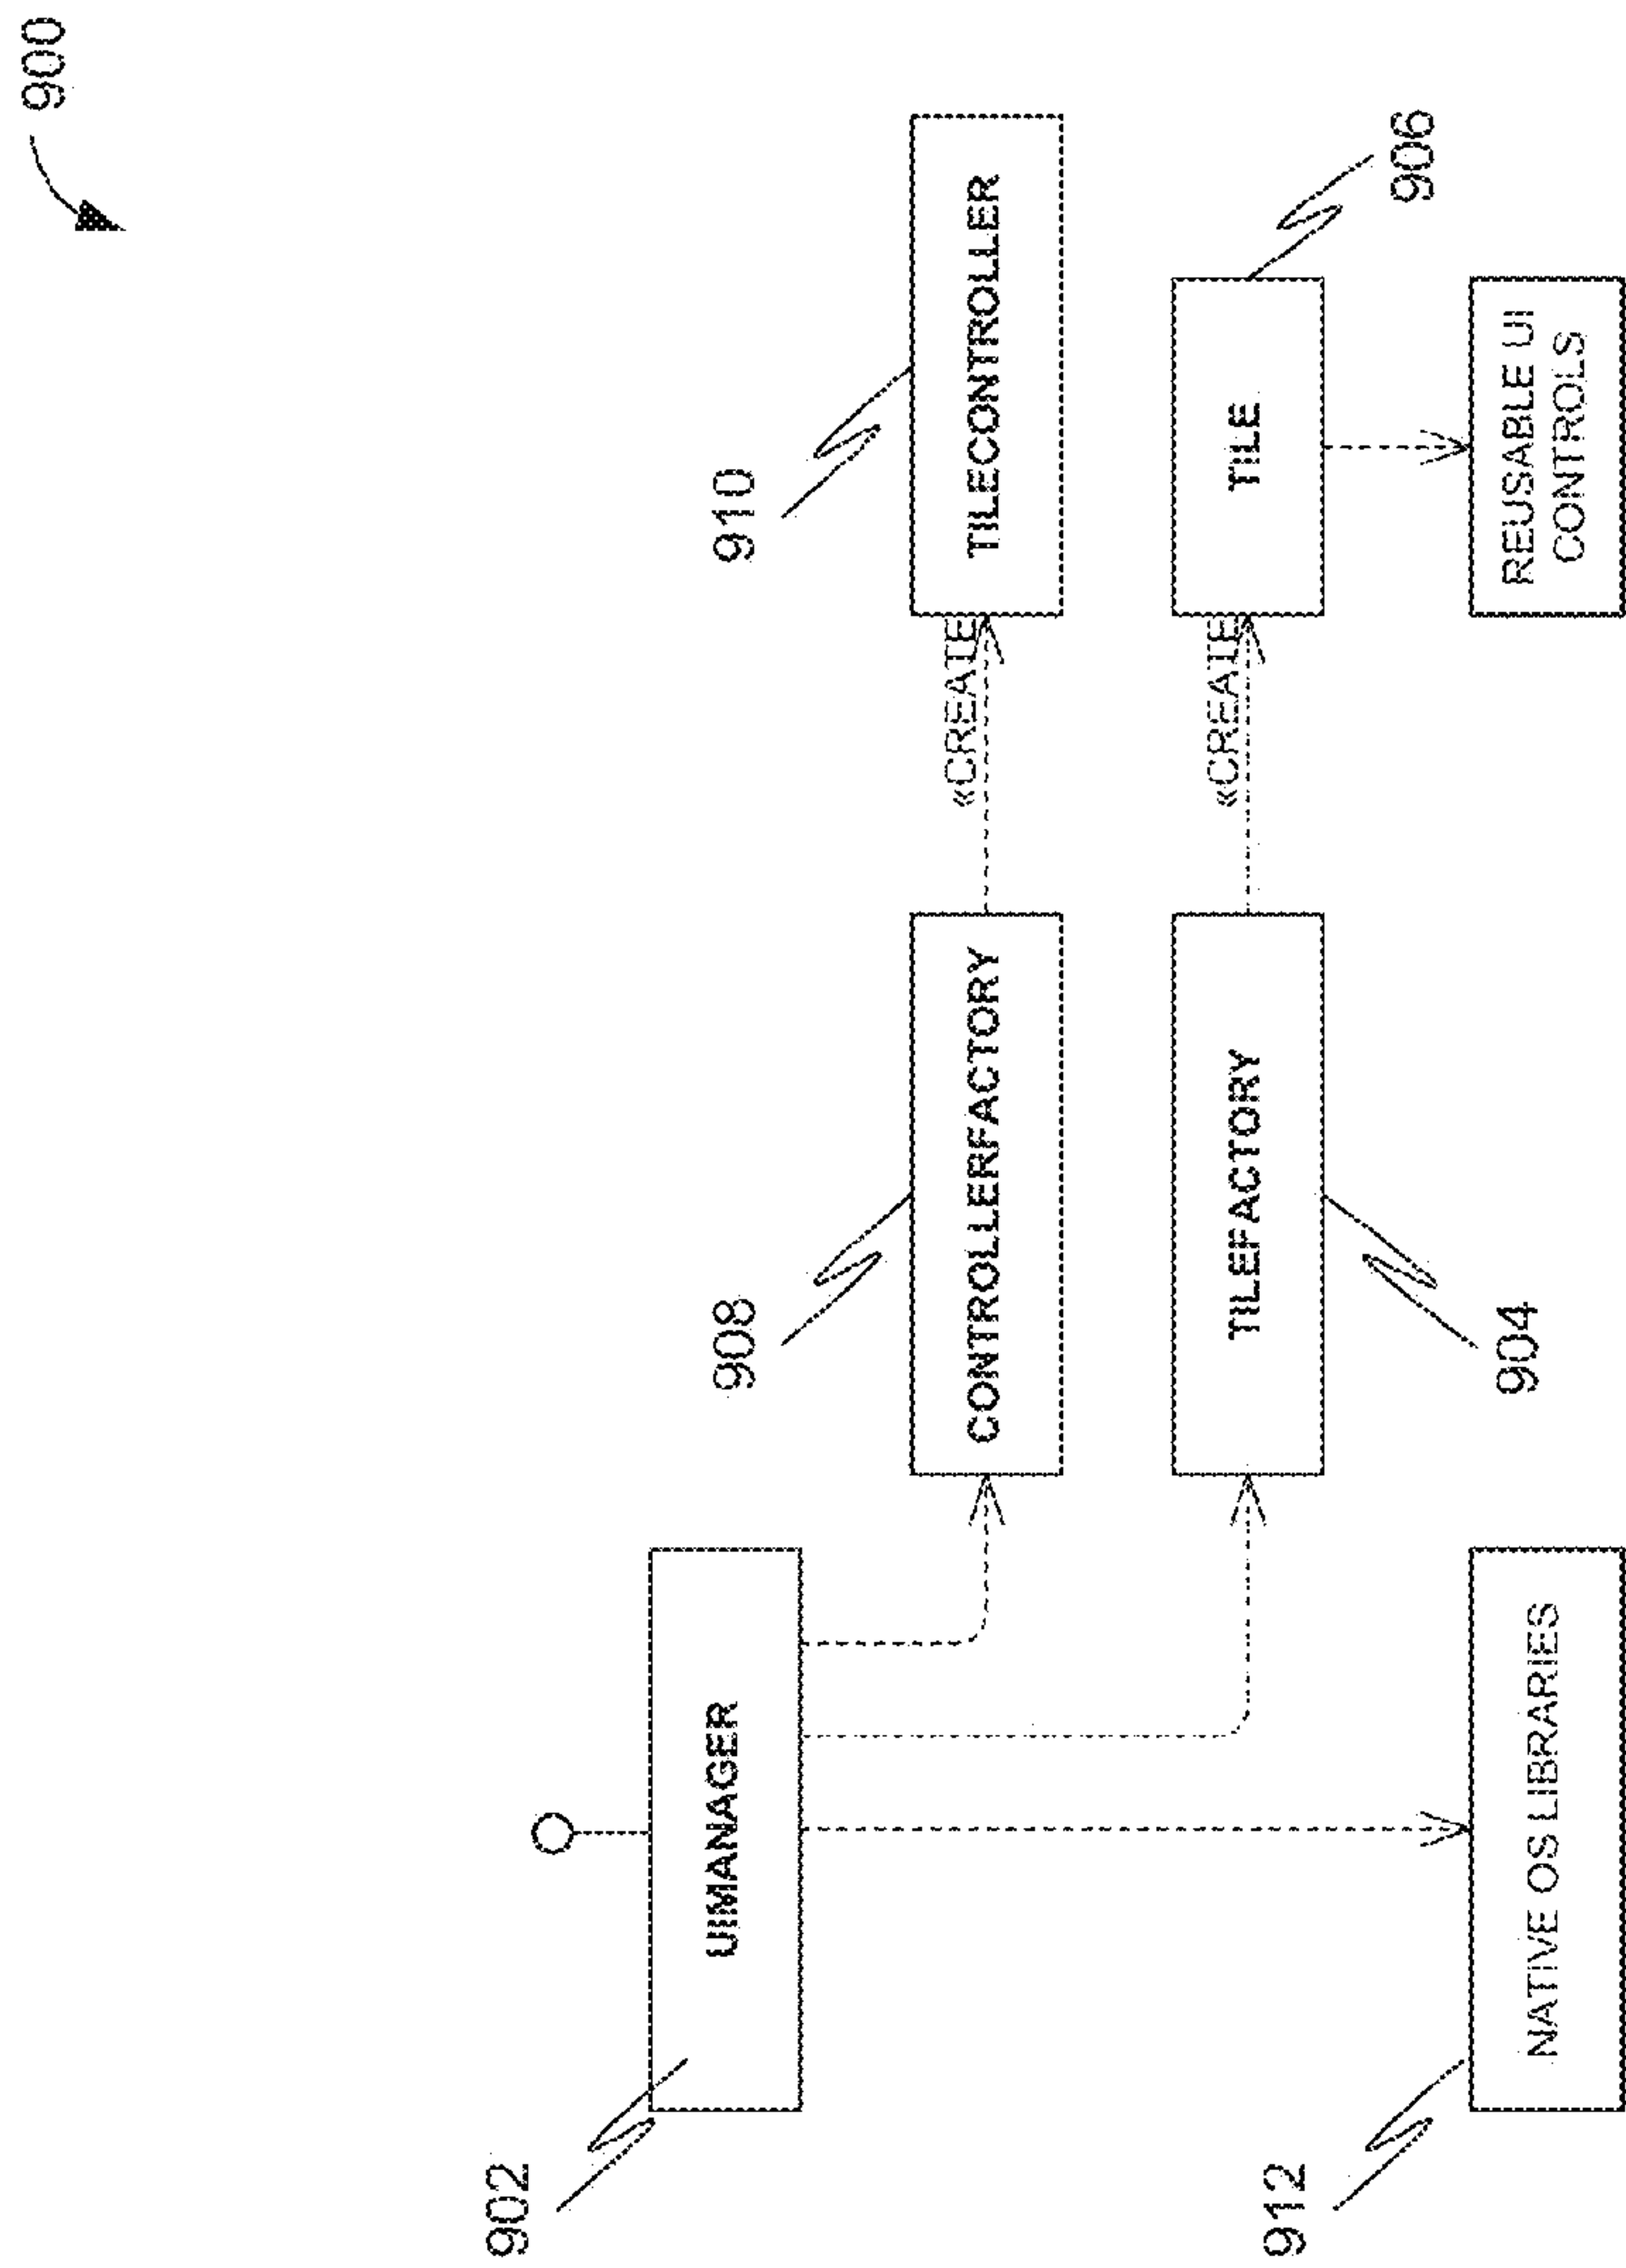 900
902
UIMANAGER
908
910
CONTROLLERFACTORY
«CREATE
TILECONTROLLER
TILEFACTORY
«CREATE
TILE
904
906
912
NATIVE OS LIBRARIES
REUSABLE UI
CONTROLS